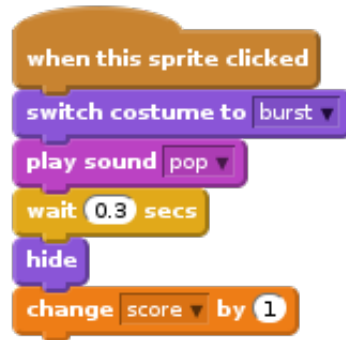 when this sprite clicked
switch costume to burst
play sound pop
wait 0.3 secs
hide
change score by 1